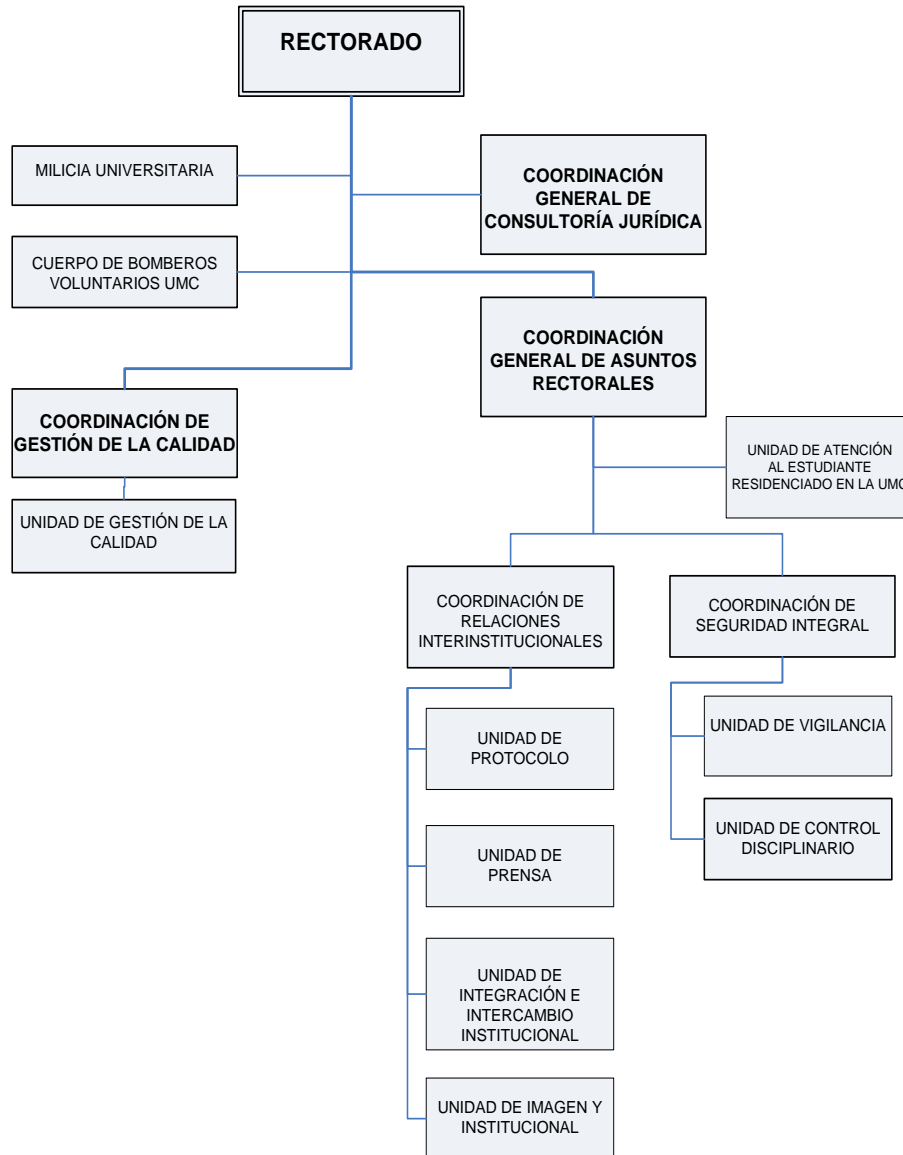 RECTORADO
MILICIA UNIVERSITARIA
COORDINACIÓN
GENERAL DE
CONSULTORÍA JURÍDICA
CUERPO DE BOMBEROS
VOLUNTARIOS UMC
COORDINACIÓN
GENERAL DE ASUNTOS
RECTORALES
COORDINACIÓN DE
GESTIÓN DE LA CALIDAD
UNIDAD DE ATENCIÓN
AL ESTUDIANTE
RESIDENCIADO EN LA UMC
UNIDAD DE GESTIÓN DE LA
CALIDAD
COORDINACIÓN DE
RELACIONES
INTERINSTITUCIONALES
COORDINACIÓN DE
SEGURIDAD INTEGRAL
UNIDAD DE
PROTOCOLO
UNIDAD DE VIGILANCIA
UNIDAD DE
PRENSA
UNIDAD DE CONTROL
DISCIPLINARIO
UNIDAD DE
INTEGRACIÓN E
INTERCAMBIO
INSTITUCIONAL
UNIDAD DE IMAGEN Y
INSTITUCIONAL